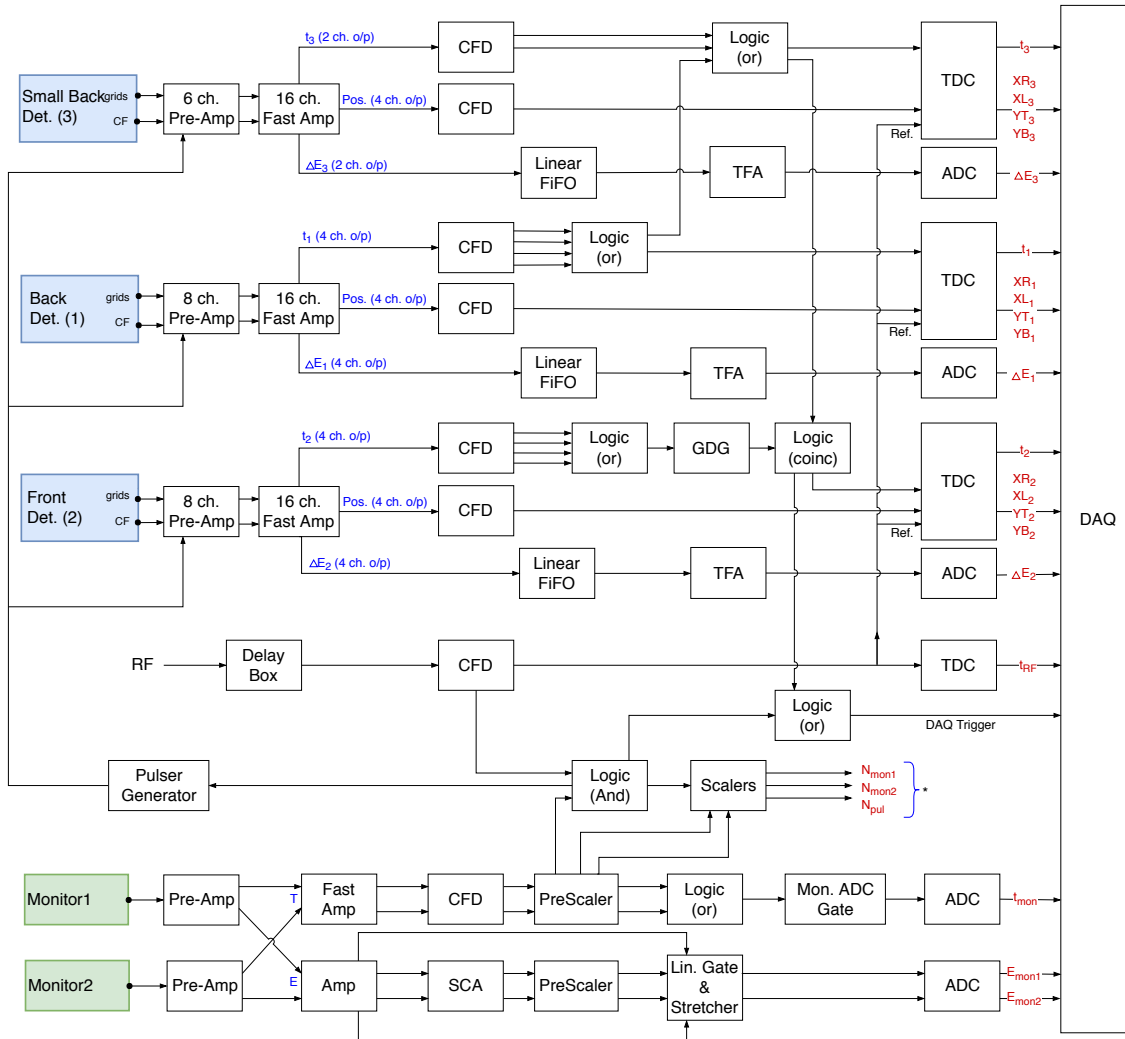 t3 (2 ch. o/p)
CFD
Logic
(or)
TDC
t3
Small Back
Det. (3)
grids
CF
6 ch.
Pre-Amp
16 ch.
Fast Amp
Pos. (4 ch. o/p)
CFD
XR3
XL3
YT3
YB3
Ref.
△E3 (2 ch. o/p)
Linear
FiFO
TFA
ADC
△E3
t1 (4 ch. o/p)
CFD
Logic
(or)
TDC
t1
Back
Det. (1)
grids
CF
8 ch.
Pre-Amp
16 ch.
Fast Amp
Pos. (4 ch. o/p)
CFD
XR1
XL1
YT1
YB1
Ref.
△E1 (4 ch. o/p)
Linear
FiFO
TFA
ADC
△E1
t2 (4 ch. o/p)
CFD
Logic
(or)
GDG
Logic
(coinc)
TDC
t2
Front
Det. (2)
grids
CF
8 ch.
Pre-Amp
16 ch.
Fast Amp
Pos. (4 ch. o/p)
CFD
XR2
XL2
YT2
YB2
Ref.
DAQ
△E2 (4 ch. o/p)
Linear
FiFO
TFA
ADC
△E2
RF
Delay
Box
CFD
TDC
tRF
Logic
(or)
DAQ Trigger
Pulser
Generator
Logic
(And)
Scalers
Nmon1
Nmon2
Npul
*
Monitor1
Pre-Amp
T
Fast
Amp
CFD
PreScaler
Logic
(or)
Mon. ADC
Gate
ADC
tmon
Monitor2
Pre-Amp
E
Amp
SCA
PreScaler
Lin. Gate
&
Stretcher
ADC
Emon1
Emon2